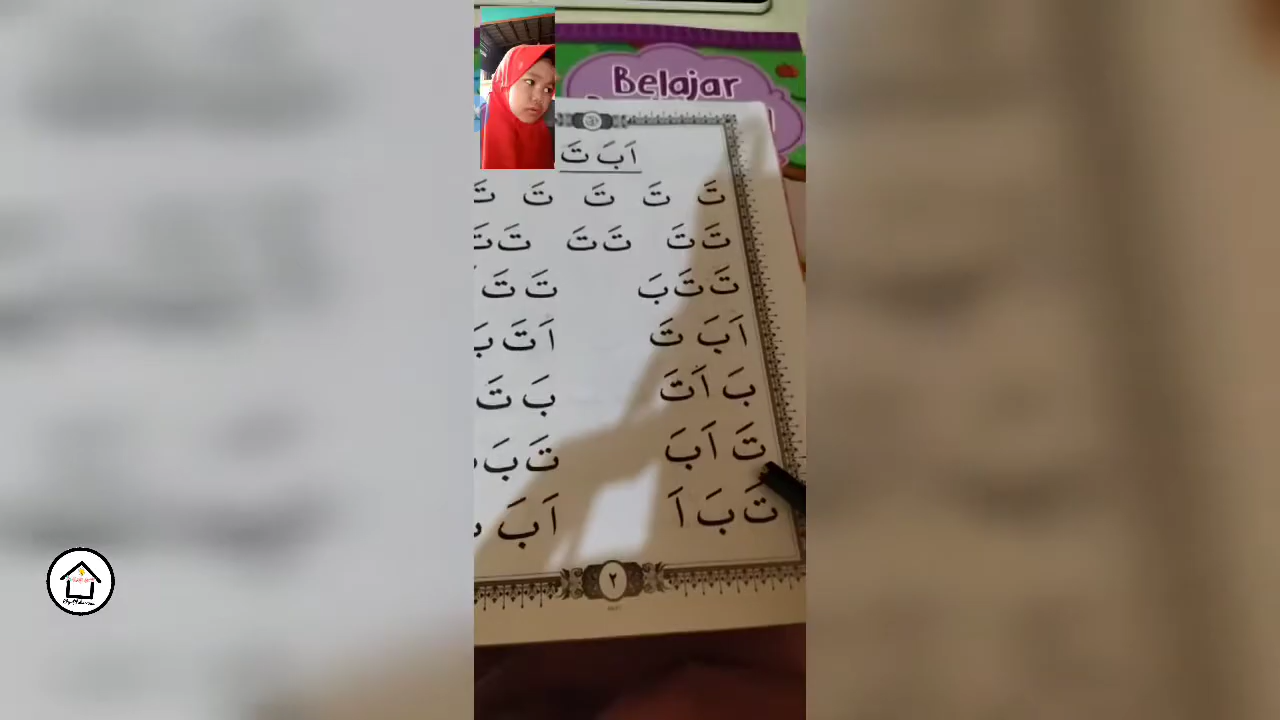 Belajar
اَ بَ تَ
تَ تَ تَ تَ تَ
تَ تَ تَ تَ تَ تَ
تَ تَ بَ تَ تَ
اَ بَ تَ اَ تَ بَ
بَ اَ تَ بَ تَ
تَ اَ بَ تَ بَ
تَ بَ اَ اَ بَ
٢